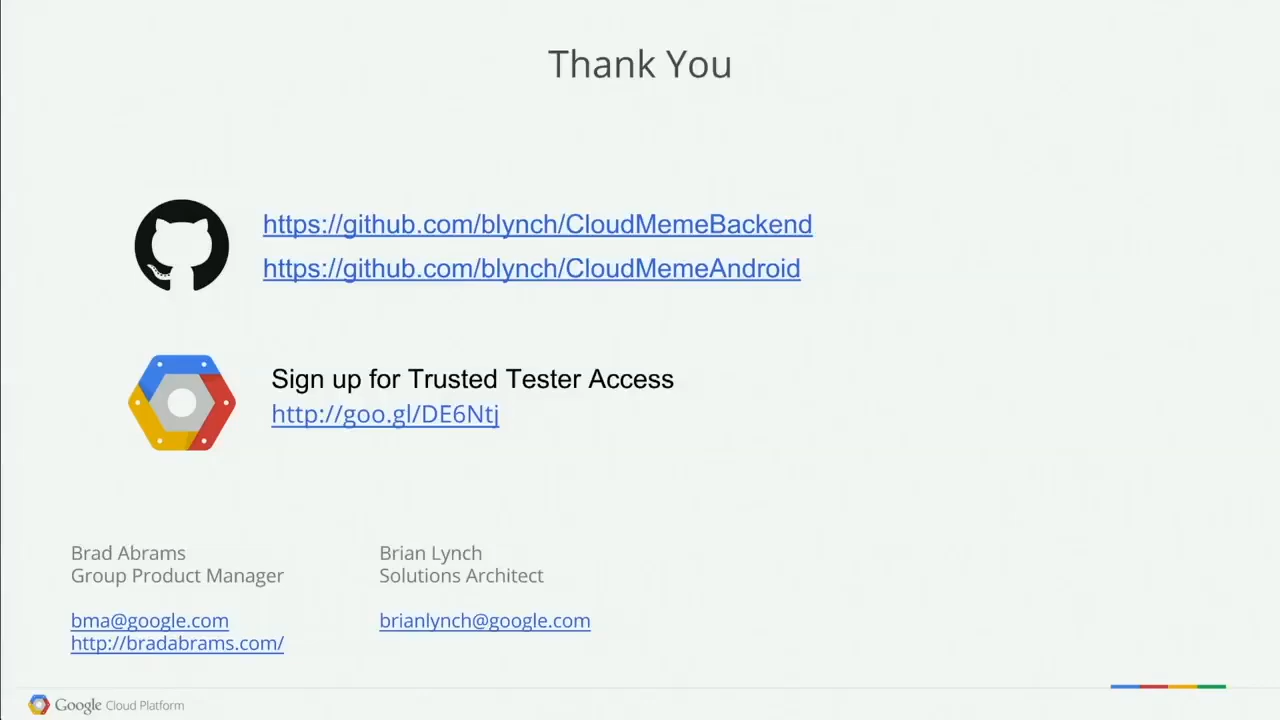 Thank You
https://github.com/blynch/CloudMemeBackend
https://github.com/blynch/CloudMemeAndroid
Sign up for Trusted Tester Access
http://goo.gl/DE6Ntj
Brad Abrams
Group Product Manager
bma@google.com
http://bradabrams.com/
Brian Lynch
Solutions Architect
brianlynch@google.com
Google Cloud Platform